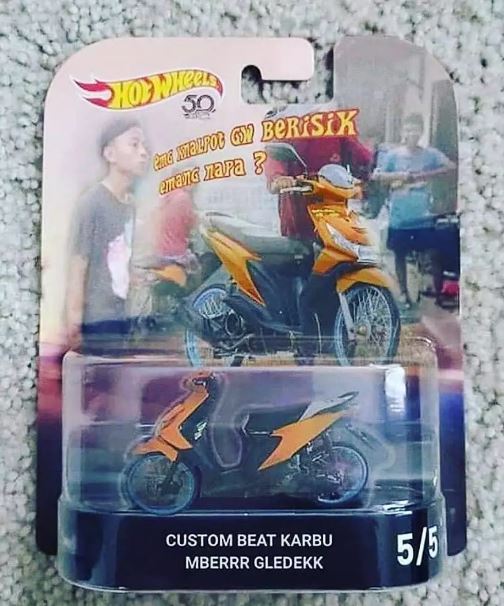 HOT WHEELS
50
emg knalpot GW BERISIK
emang napa ?
CUSTOM BEAT KARBU
MBERRR GLEDEKK
5/5